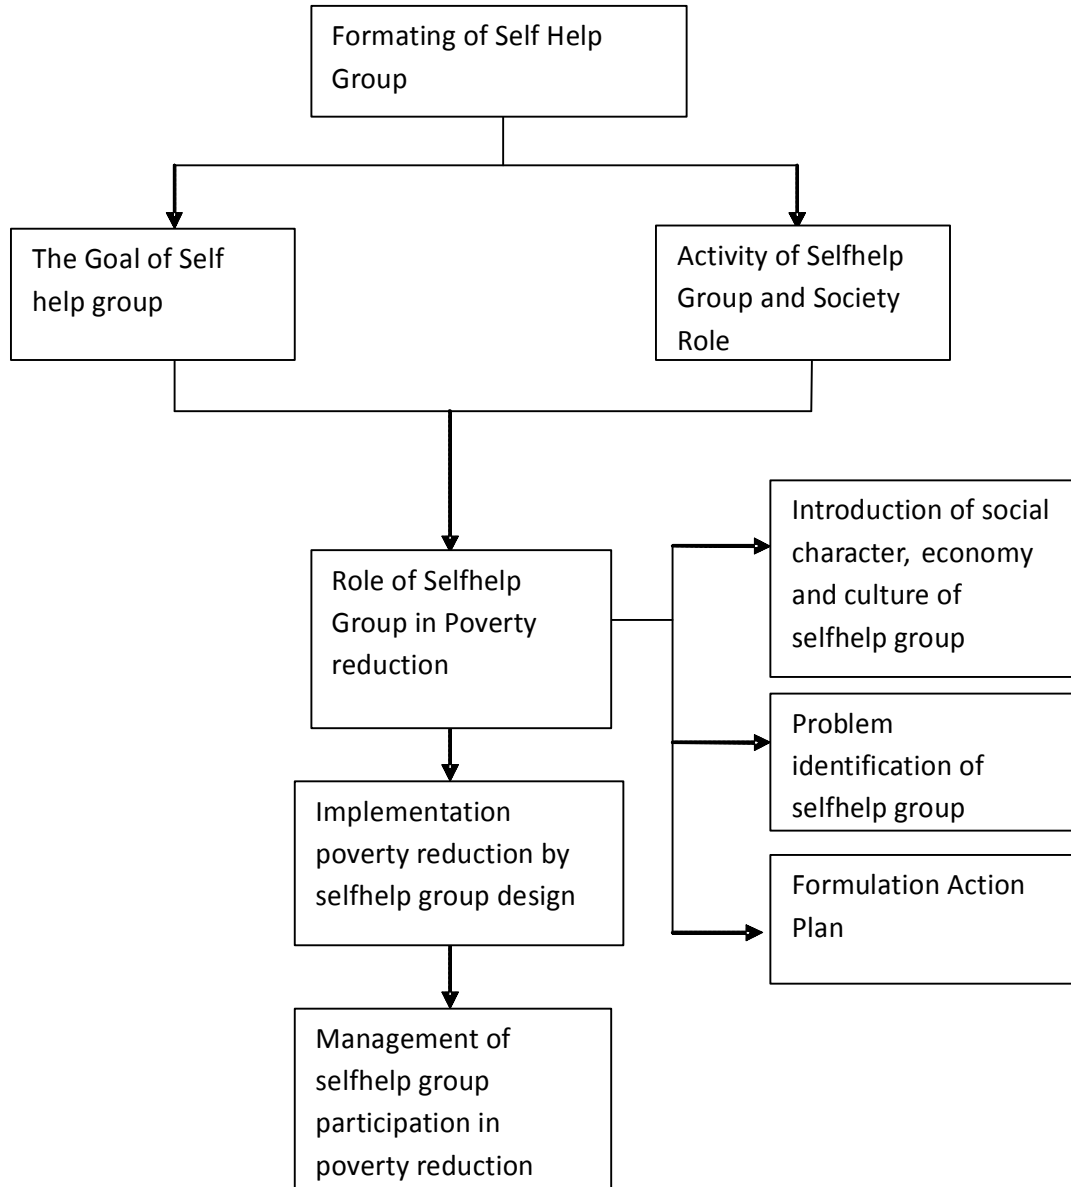 Formating of Self Help
Group
The Goal of Self
help group
Activity of Selfhelp
Group and Society
Role
Role of Selfhelp
Group in Poverty
reduction
Introduction of social
character, economy
and culture of
selfhelp group
Problem
identification of
selfhelp group
Formulation Action
Plan
Implementation
poverty reduction by
selfhelp group design
Management of
selfhelp group
participation in
poverty reduction